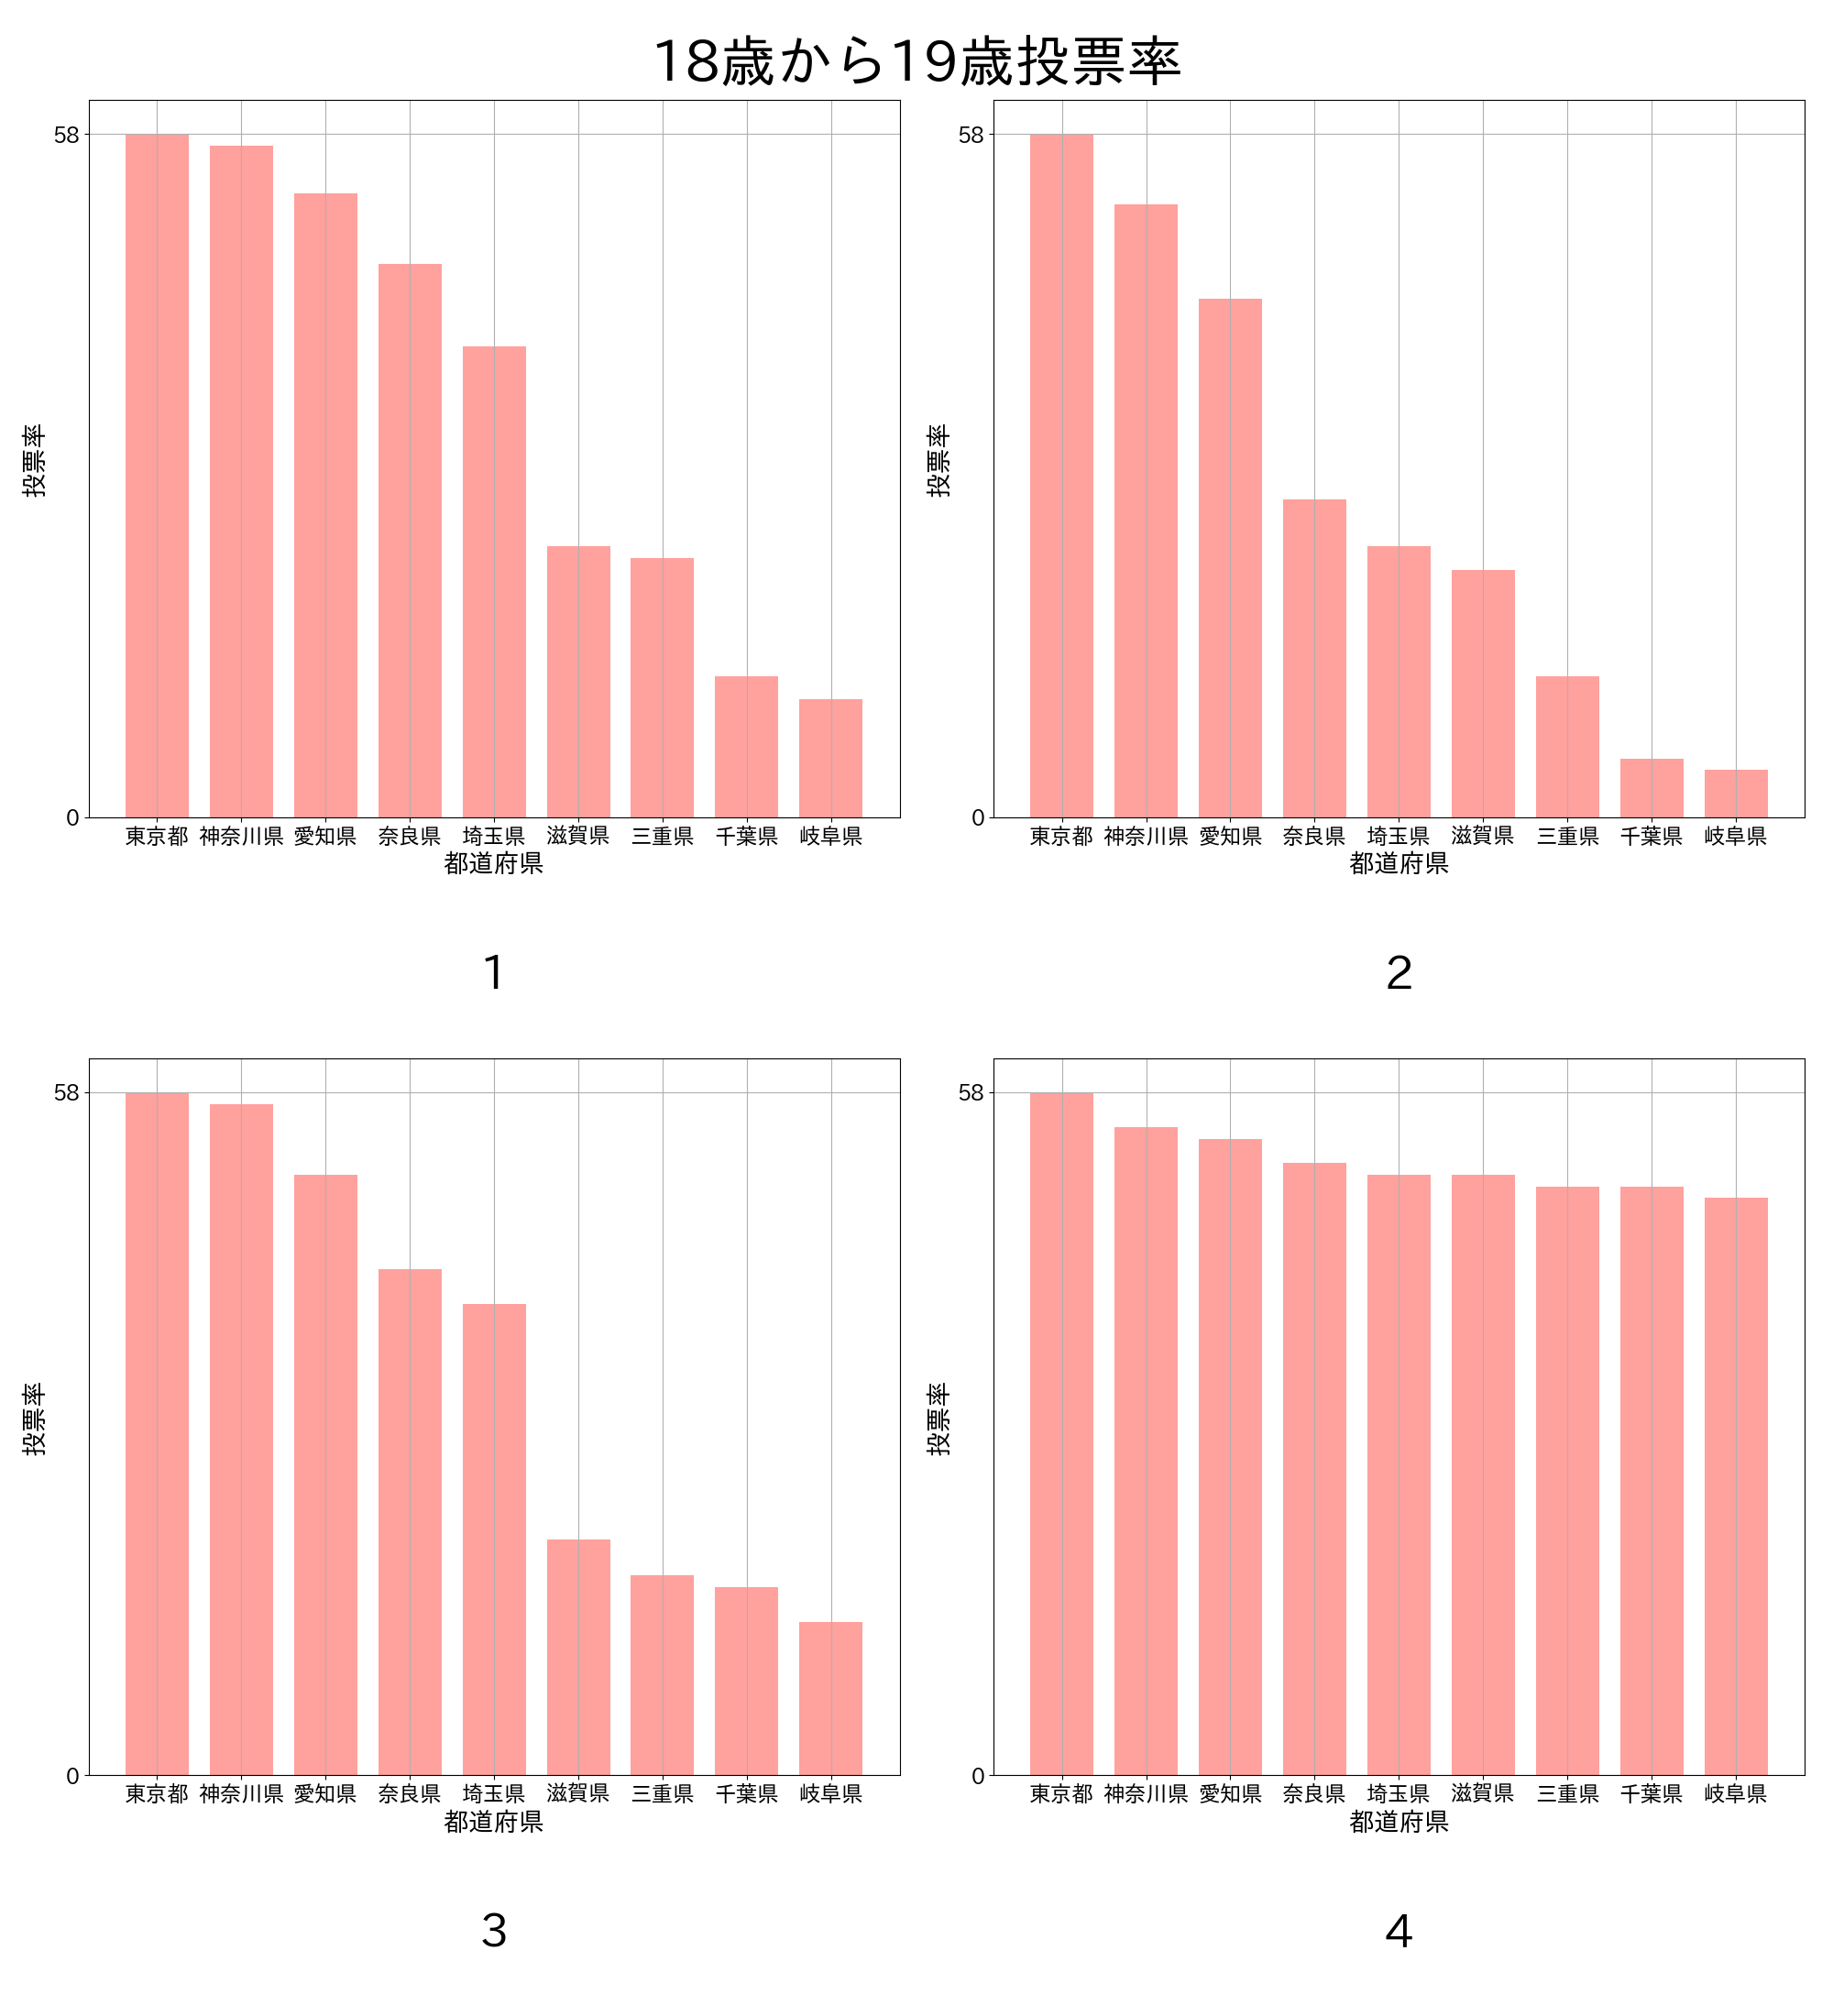 18歳から19歳投票率
58
0
投票率
東京都 神奈川県 愛知県 奈良県 埼玉県 滋賀県 三重県 千葉県 岐阜県
都道府県
1
58
0
投票率
東京都 神奈川県 愛知県 奈良県 埼玉県 滋賀県 三重県 千葉県 岐阜県
都道府県
2
58
0
投票率
東京都 神奈川県 愛知県 奈良県 埼玉県 滋賀県 三重県 千葉県 岐阜県
都道府県
3
58
0
投票率
東京都 神奈川県 愛知県 奈良県 埼玉県 滋賀県 三重県 千葉県 岐阜県
都道府県
4